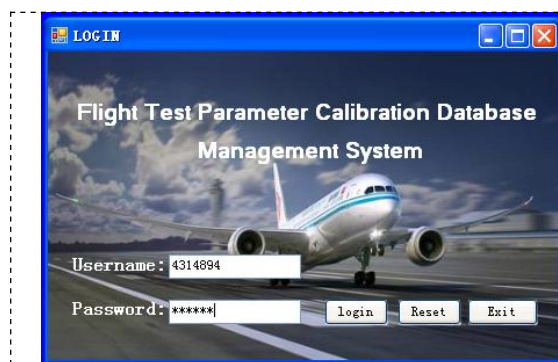 LOGIN
Flight Test Parameter Calibration Database
Management System
Username: 4314894
Password: ******
login Reset Exit